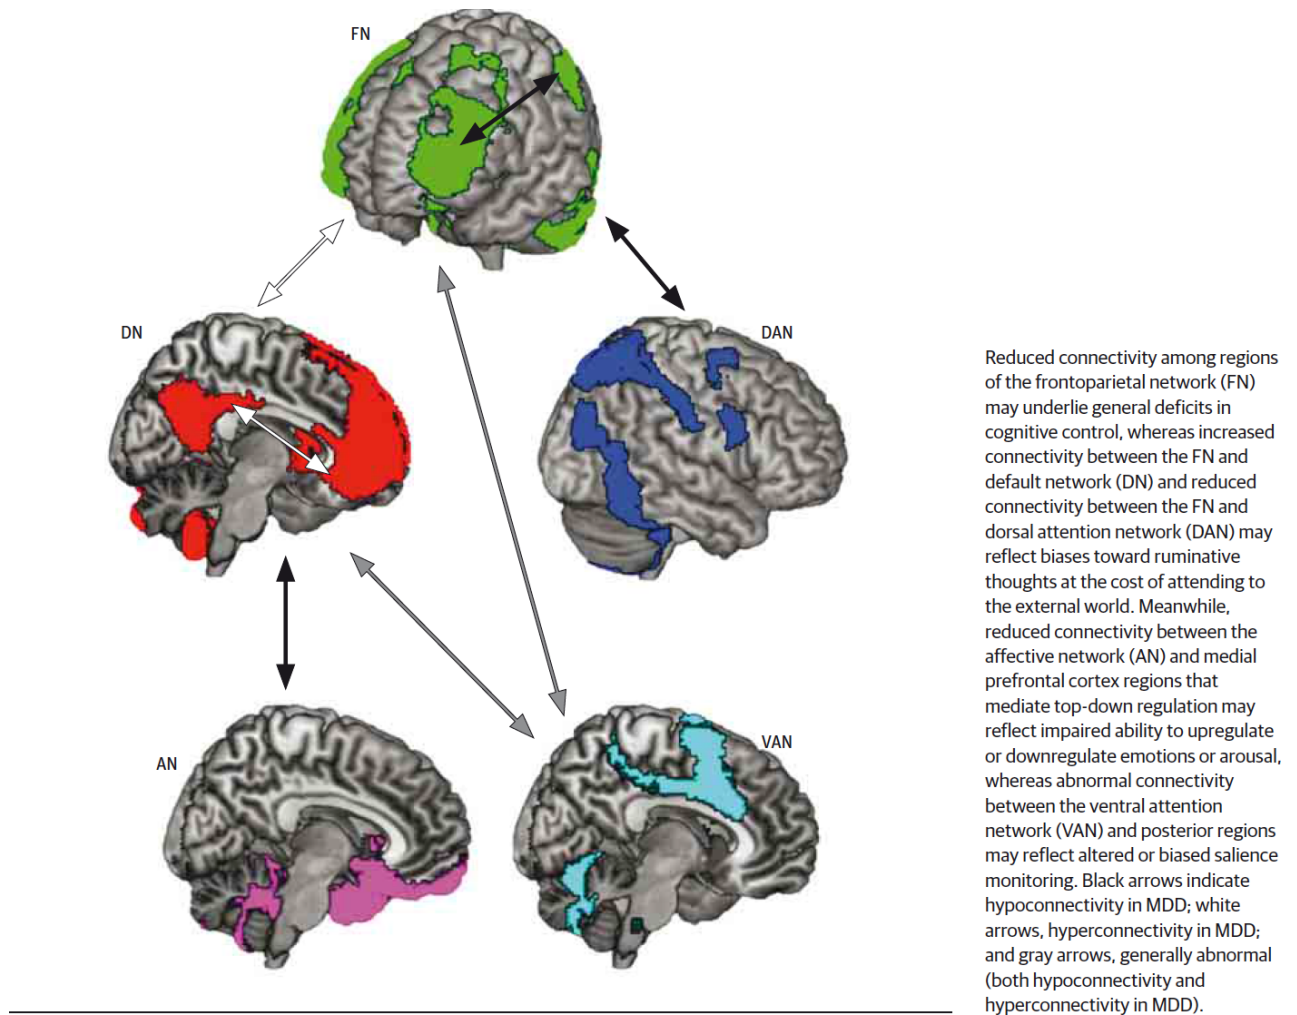 FN
DN
DAN
AN
VAN
Reduced connectivity among regions
of the frontoparietal network (FN)
may underlie general deficits in
cognitive control, whereas increased
connectivity between the FN and
default network (DN) and reduced
connectivity between the FN and
dorsal attention network (DAN) may
reflect biases toward ruminative
thoughts at the cost of attending to
the external world. Meanwhile,
reduced connectivity between the
affective network (AN) and medial
prefrontal cortex regions that
mediate top-down regulation may
reflect impaired ability to upregulate
or downregulate emotions or arousal,
whereas abnormal connectivity
between the ventral attention
network (VAN) and posterior regions
may reflect altered or biased salience
monitoring. Black arrows indicate
hypoconnectivity in MDD; white
arrows, hyperconnectivity in MDD;
and gray arrows, generally abnormal
(both hypoconnectivity and
hyperconnectivity in MDD).